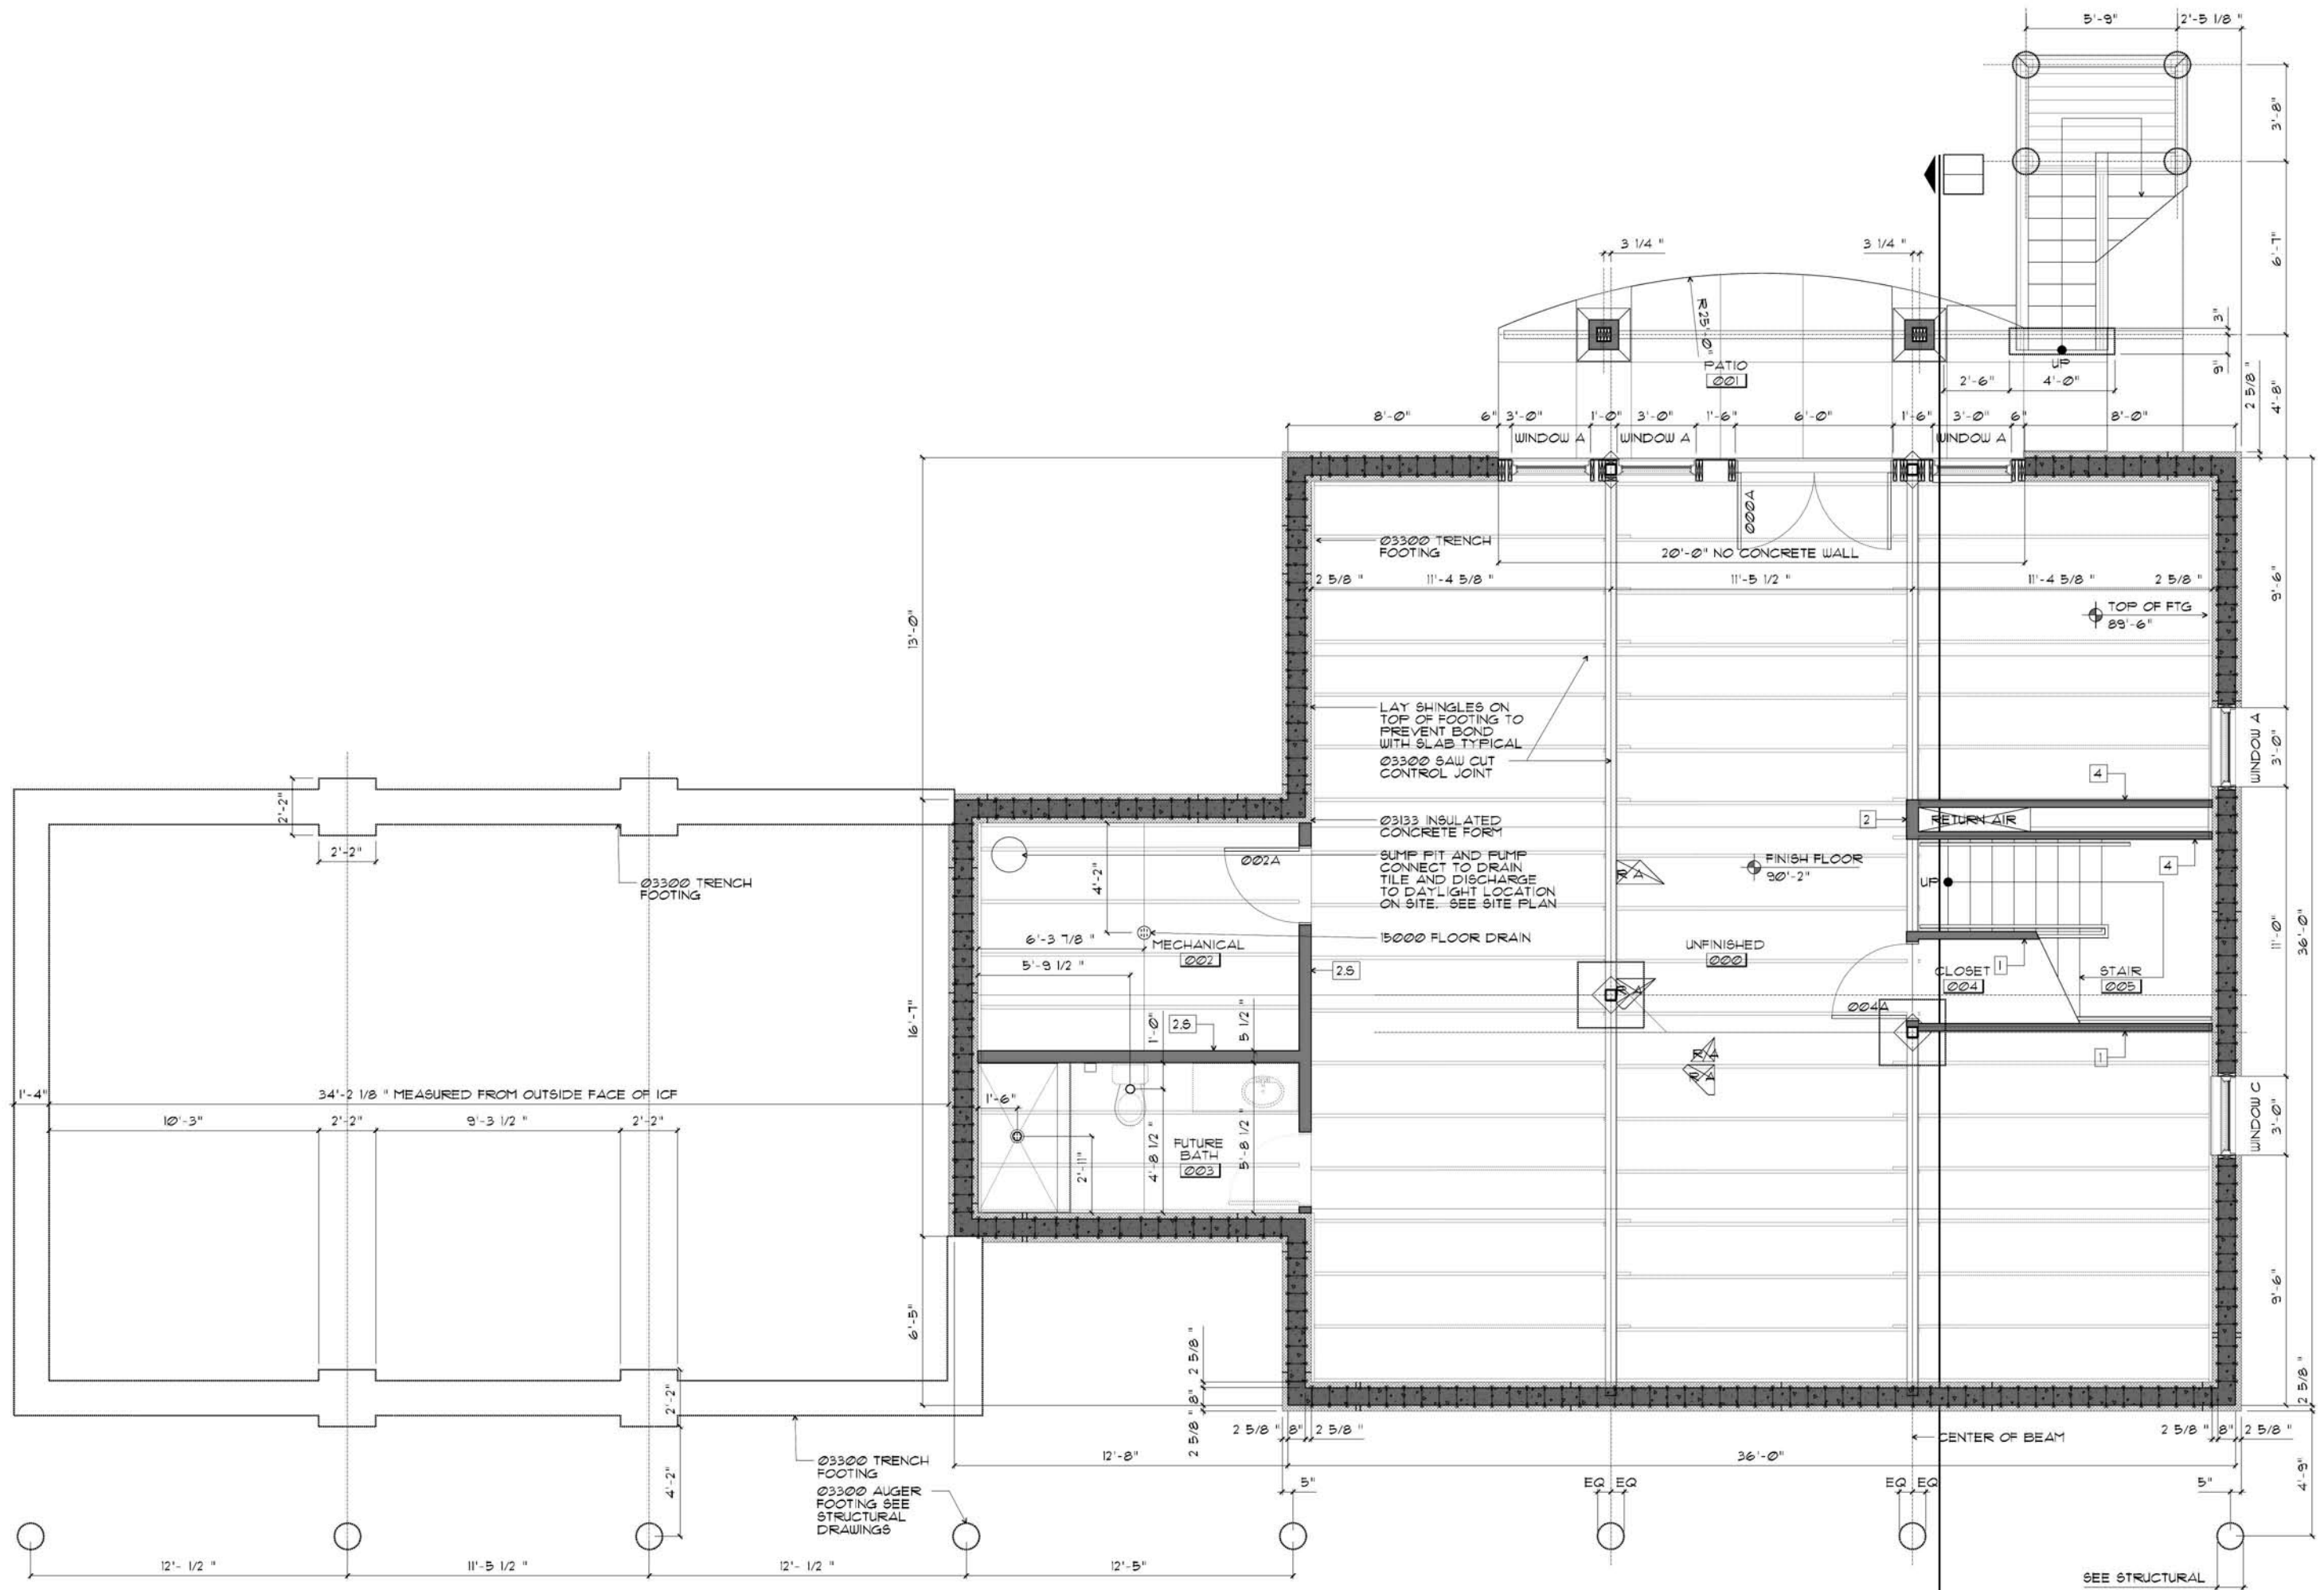 5'-9" 2'-5 1/8 "
3'-8"
6'-7"
3 1/4 " 3 1/4 "
R25'-0"
3"
9"
PATIO
001
UP
2'-6" 4'-0"
2 5/8 "
4'-8"
8'-0" 6" 3'-0" 1'-0" 3'-0" 1'-6" 6'-0" 1'-6" 3'-0" 6" 8'-0"
WINDOW A WINDOW A WINDOW A
000A
03300 TRENCH
FOOTING
20'-0" NO CONCRETE WALL
2 5/8 " 11'-4 5/8 " 11'-5 1/2 " 11'-4 5/8 " 2 5/8 "
9'-6"
TOP OF FTG
89'-6"
13'-0"
LAY SHINGLES ON
TOP OF FOOTING TO
PREVENT BOND
WITH SLAB TYPICAL
03300 SAW CUT
CONTROL JOINT
WINDOW A
3'-0"
4
2'-2"
2'-2"
03300 TRENCH
FOOTING
03133 INSULATED
CONCRETE FORM
2
RETURN AIR
002A
4'-2"
SUMP PIT AND PUMP
CONNECT TO DRAIN
TILE AND DISCHARGE
TO DAYLIGHT LOCATION
ON SITE. SEE SITE PLAN
R A
FINISH FLOOR
90'-2"
4
UP
15000 FLOOR DRAIN
6'-3 7/8 "
MECHANICAL
002
5'-9 1/2 "
UNFINISHED
000
11'-0"
36'-0"
2.S
CLOSET
004
1
STAIR
005
R A
004A
16'-7"
1'-0"
2.S
5 1/2 "
R A
R A
1
1'-4" 34'-2 1/8 " MEASURED FROM OUTSIDE FACE OF ICF
1'-6"
10'-3" 2'-2" 9'-3 1/2 " 2'-2"
WINDOW C
3'-0"
2'-11"
4'-8 1/2 "
FUTURE
BATH
003
5'-8 1/2 "
9'-6"
6'-5"
2 5/8 "
8"
2 5/8 "
2'-2"
2 5/8 "
2 5/8 " 8" 2 5/8 "
2 5/8 " 8" 2 5/8 "
CENTER OF BEAM
12'-8" 36'-0"
03300 TRENCH
FOOTING
03300 AUGER
FOOTING SEE
STRUCTURAL
DRAWINGS
4'-2"
5" EQ EQ EQ EQ 5"
4'-9"
12'- 1/2 " 11'-5 1/2 " 12'- 1/2 " 12'-5"
SEE STRUCTURAL